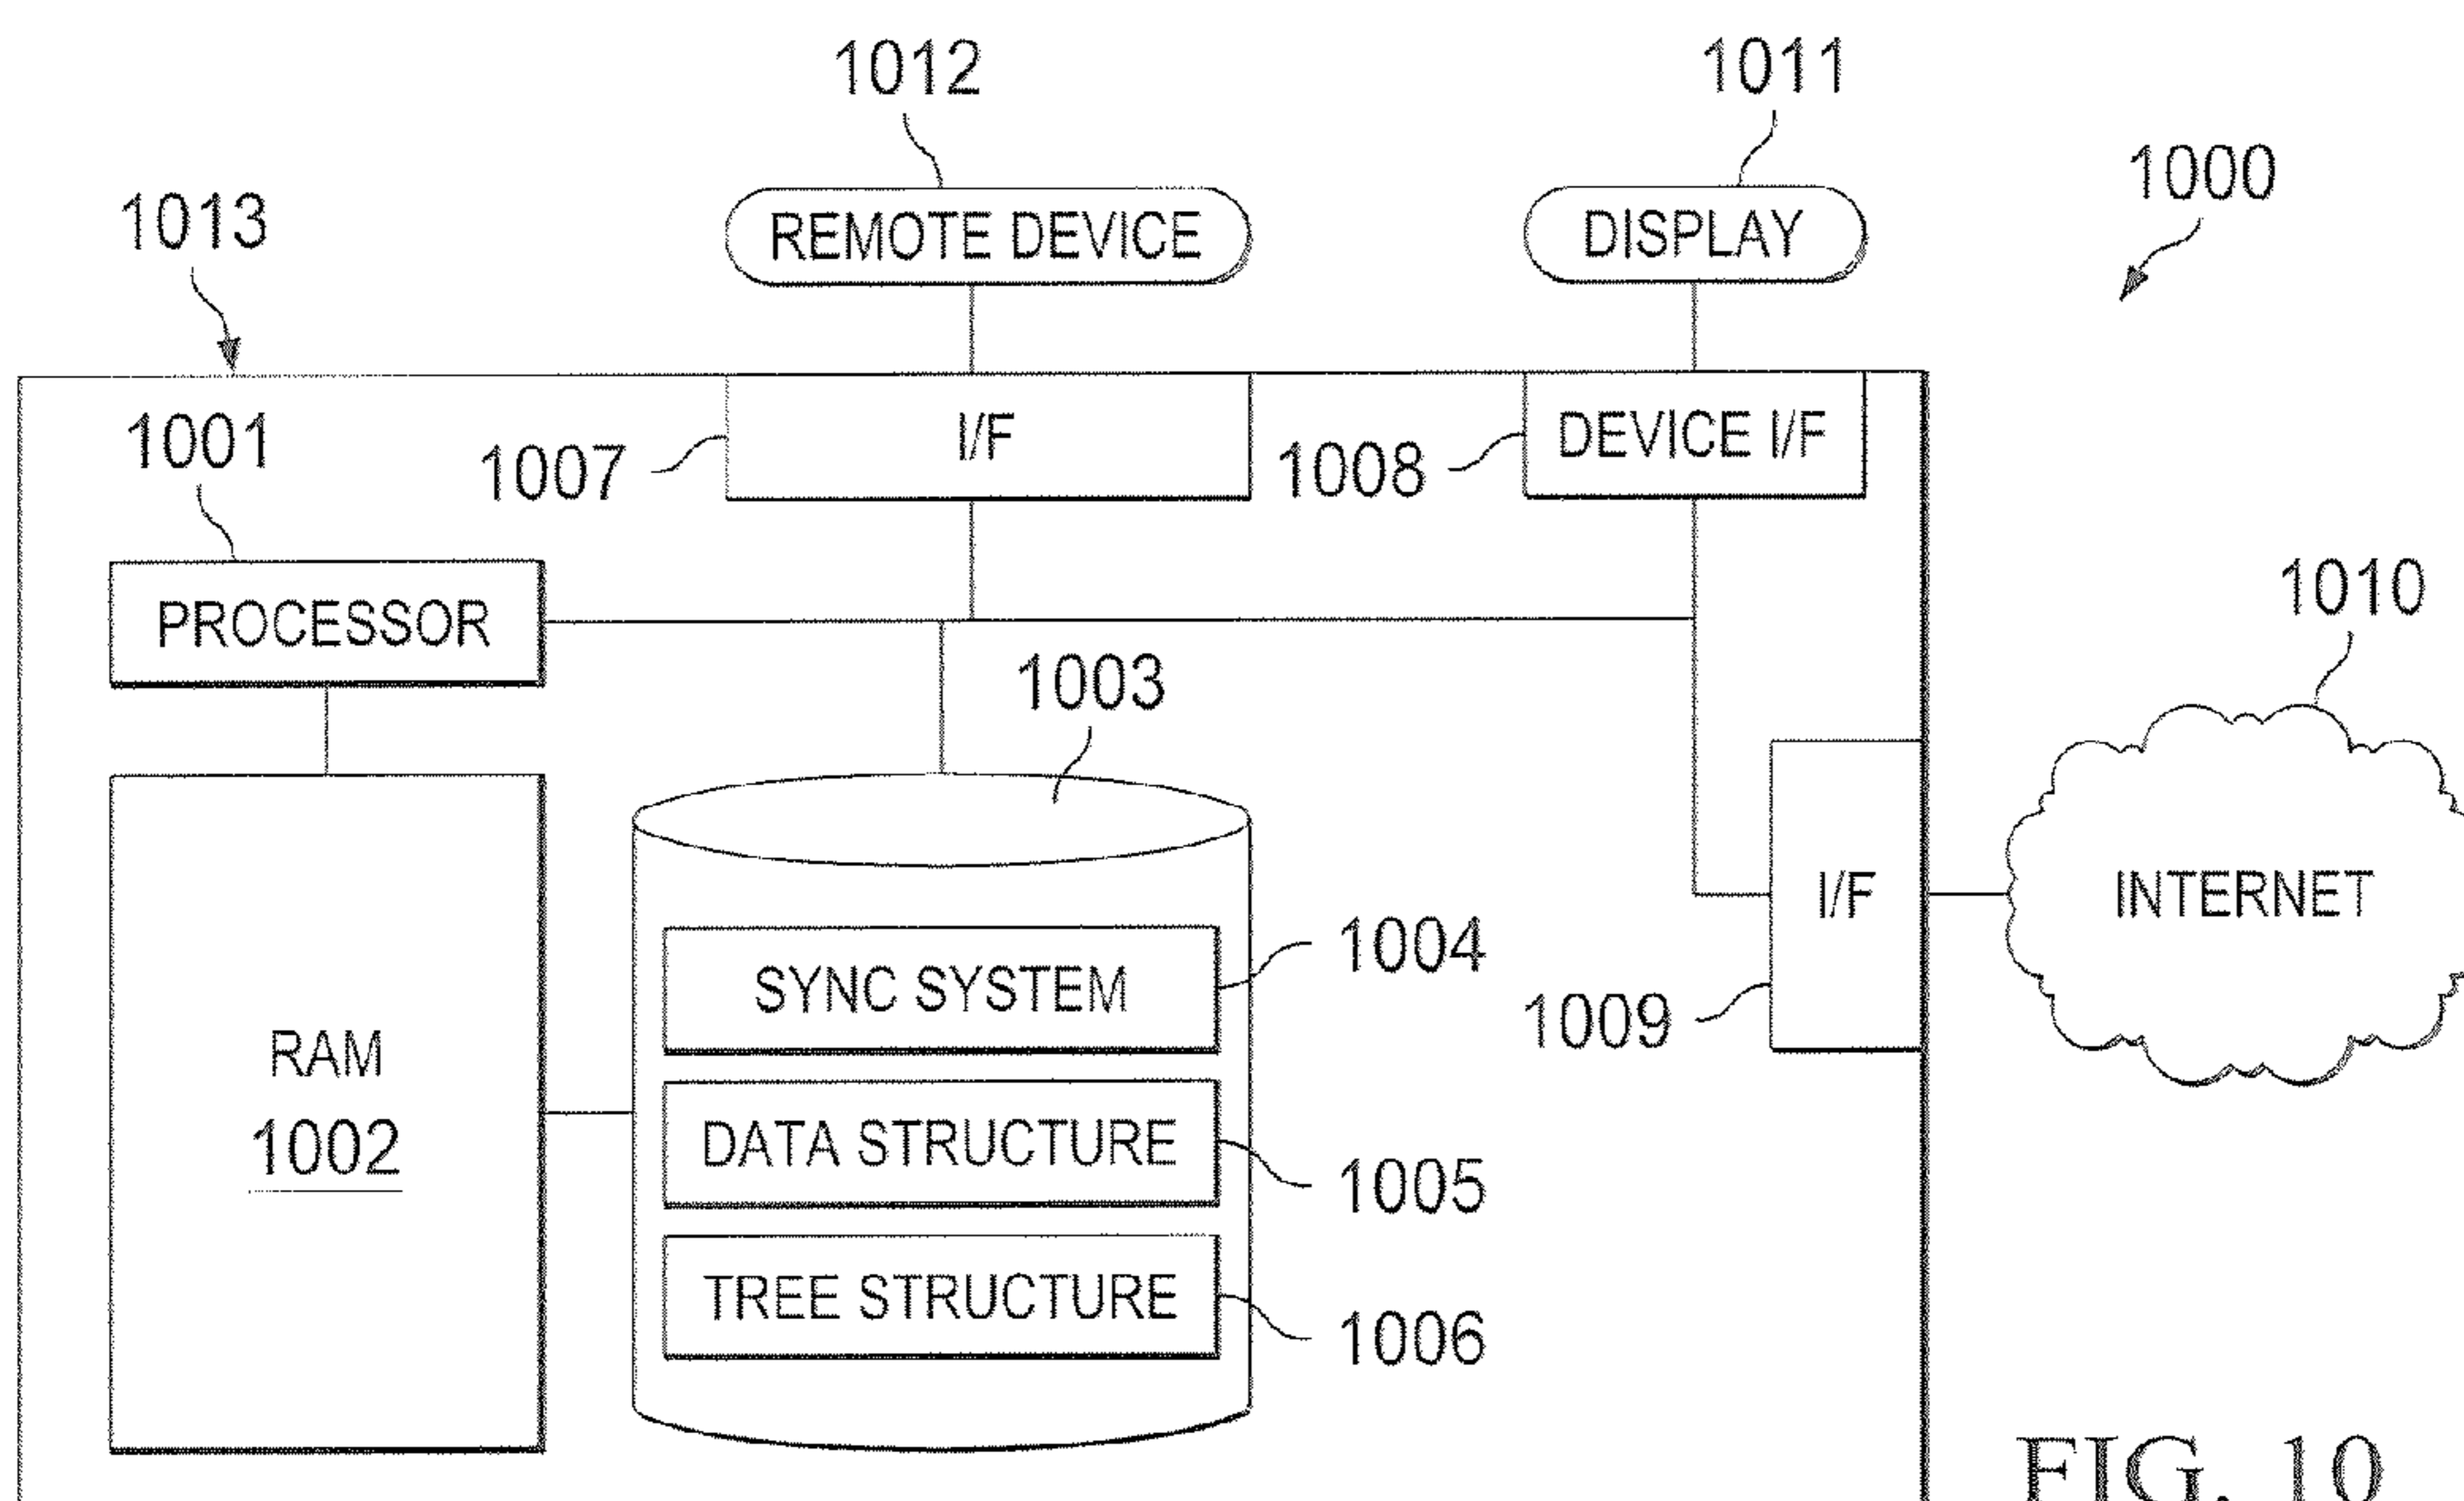 1012
1011
1000
1013
REMOTE DEVICE
DISPLAY
1001
1007
I/F
1008
DEVICE I/F
PROCESSOR
1010
1003
I/F
INTERNET
1004
SYNC SYSTEM
1009
RAM
1002
DATA STRUCTURE
1005
TREE STRUCTURE
1006
FIG. 10